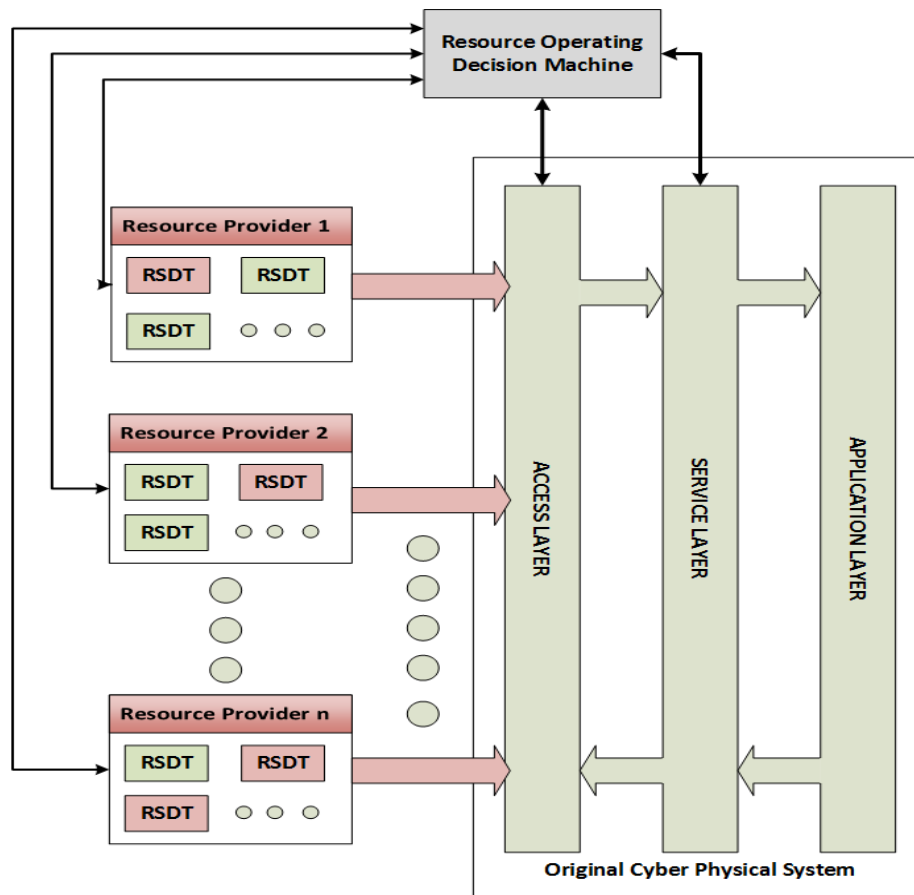 Resource Operating
Decision Machine
Resource Provider 1
RSDT RSDT
RSDT
Resource Provider 2
RSDT RSDT
RSDT
Resource Provider n
RSDT RSDT
RSDT
ACCESS LAYER
SERVICE LAYER
APPLICATION LAYER
Original Cyber Physical System